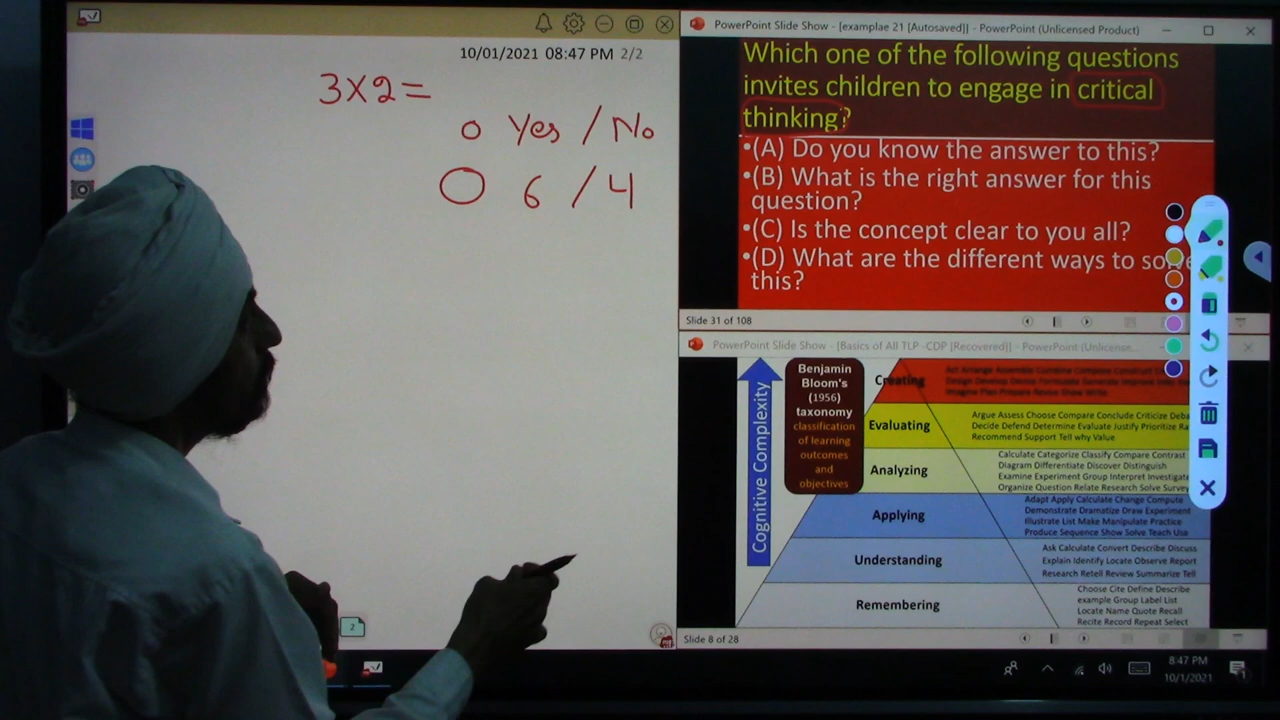 10/01/2021 08:47 PM 2/2
3X2=
o Yes / No
O 6 / 4
2
PowerPoint Slide Show - [examplae 21 [Autosaved]] - PowerPoint (Unlicensed Product)
Which one of the following questions
invites children to engage in critical
thinking?
•(A) Do you know the answer to this?
•(B) What is the right answer for this
question?
•(C) Is the concept clear to you all?
•(D) What are the different ways to solve
this?
Slide 31 of 108
PowerPoint Slide Show - [Basics of All TLP -CDP [Recovered]] - PowerPoint (Unlicense...
Cognitive Complexity
Benjamin
Bloom's
(1956)
taxonomy
classification
of learning
outcomes
and
objectives
Creating
Evaluating
Argue Assess Choose Compare Conclude Criticize Deba
Decide Defend Determine Evaluate Justify Prioritize Ra
Recommend Support Tell why Value
Analyzing
Calculate Categorize Classify Compare Contrast
Diagram Differentiate Discover Distinguish
Examine Experiment Group Interpret Investigate
Organize Question Relate Research Solve Survey
Applying
Adapt Apply Calculate Change Compute
Demonstrate Dramatize Draw Experiment
Illustrate List Make Manipulate Practice
Produce Sequence Show Solve Teach Use
Understanding
Ask Calculate Convert Describe Discuss
Explain Identify Locate Observe Report
Research Retell Review Summarize Tell
Remembering
Choose Cite Define Describe
example Group Label List
Locate Name Quote Recall
Recite Record Repeat Select
Slide 8 of 28
8:47 PM
10/1/2021